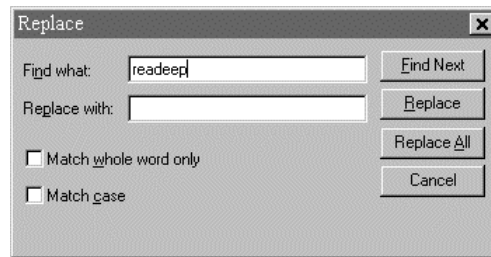 Replace
Find what: readeep Find Next
Replace with: Replace
Replace All
Match whole word only
Cancel
Match case